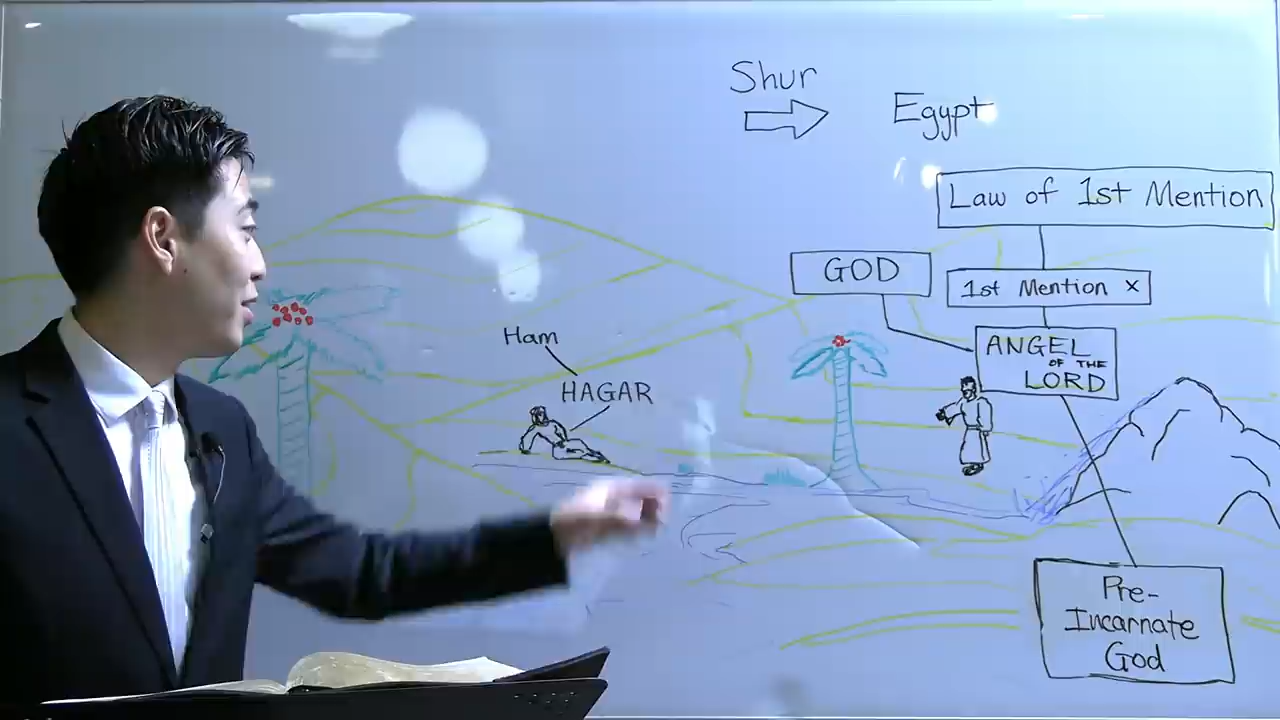 Shur
Egypt
Law of 1st Mention
GOD
1st Mention x
ANGEL
OF THE
LORD
Ham
HAGAR
Pre-
Incarnate
God